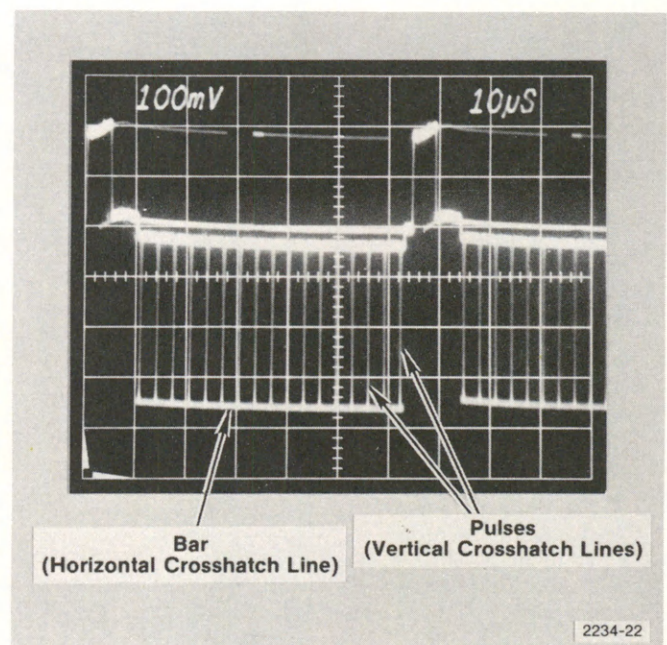 100mV 10µS
Bar
(Horizontal Crosshatch Line)
Pulses
(Vertical Crosshatch Lines)
2234-22